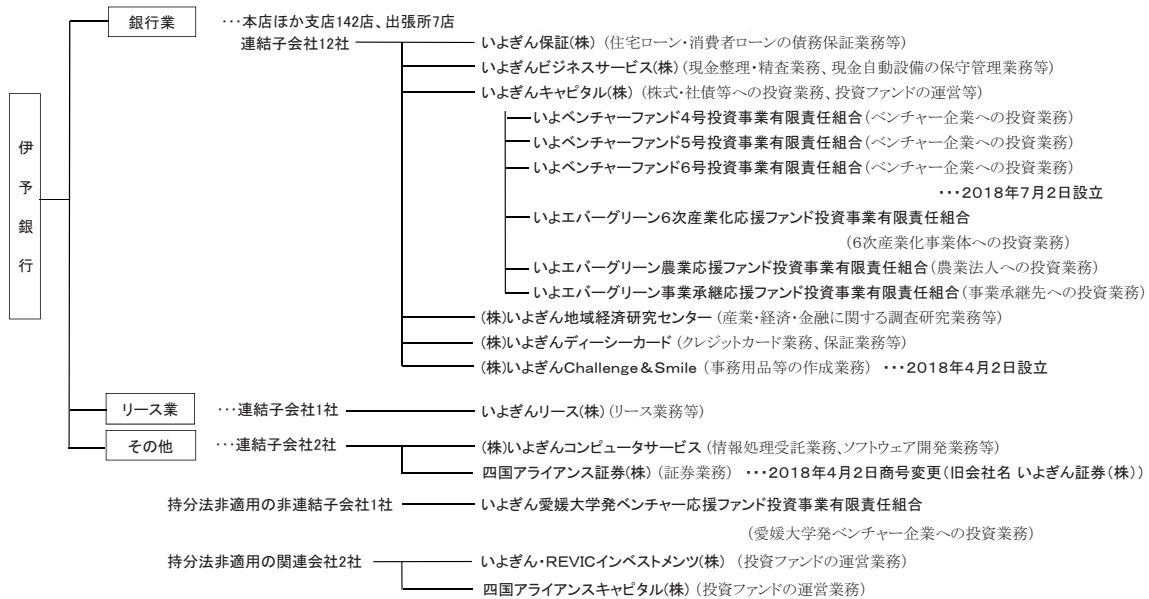 銀行業 ･･･本店ほか支店142店、出張所7店
連結子会社12社
いよぎん保証(株) (住宅ローン・消費者ローンの債務保証業務等)
いよぎんビジネスサービス(株) (現金整理・精査業務、現金自動設備の保守管理業務等)
いよぎんキャピタル(株) (株式・社債等への投資業務、投資ファンドの運営等)
いよベンチャーファンド4号投資事業有限責任組合(ベンチャー企業への投資業務)
いよベンチャーファンド5号投資事業有限責任組合(ベンチャー企業への投資業務)
いよベンチャーファンド6号投資事業有限責任組合(ベンチャー企業への投資業務)
･･･2018年7月2日設立
いよエバーグリーン6次産業化応援ファンド投資事業有限責任組合
(6次産業化事業体への投資業務)
いよエバーグリーン農業応援ファンド投資事業有限責任組合(農業法人への投資業務)
いよエバーグリーン事業承継応援ファンド投資事業有限責任組合(事業承継先への投資業務)
(株)いよぎん地域経済研究センター (産業・経済・金融に関する調査研究業務等)
(株)いよぎんディーシーカード (クレジットカード業務、保証業務等)
(株)いよぎんChallenge&Smile (事務用品等の作成業務) ･･･2018年4月2日設立
伊予銀行
リース業 ･･･連結子会社1社 いよぎんリース(株) (リース業務等)
その他 ･･･連結子会社2社 (株)いよぎんコンピュータサービス (情報処理受託業務、ソフトウェア開発業務等)
四国アライアンス証券(株) (証券業務) ･･･2018年4月2日商号変更(旧会社名 いよぎん証券(株))
持分法非適用の非連結子会社1社 いよぎん愛媛大学発ベンチャー応援ファンド投資事業有限責任組合
(愛媛大学発ベンチャー企業への投資業務)
持分法非適用の関連会社2社 いよぎん・REVICインベストメンツ(株) (投資ファンドの運営業務)
四国アライアンスキャピタル(株) (投資ファンドの運営業務)